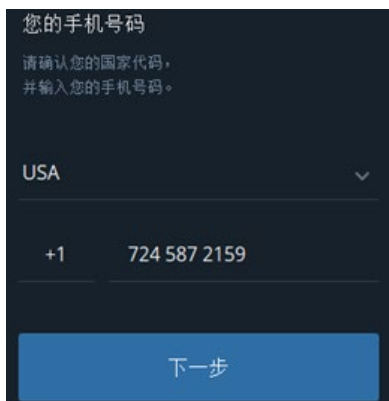 您的手机号码
请确认您的国家代码，
并输入您的手机号码。
USA
+1 724 587 2159
下一步